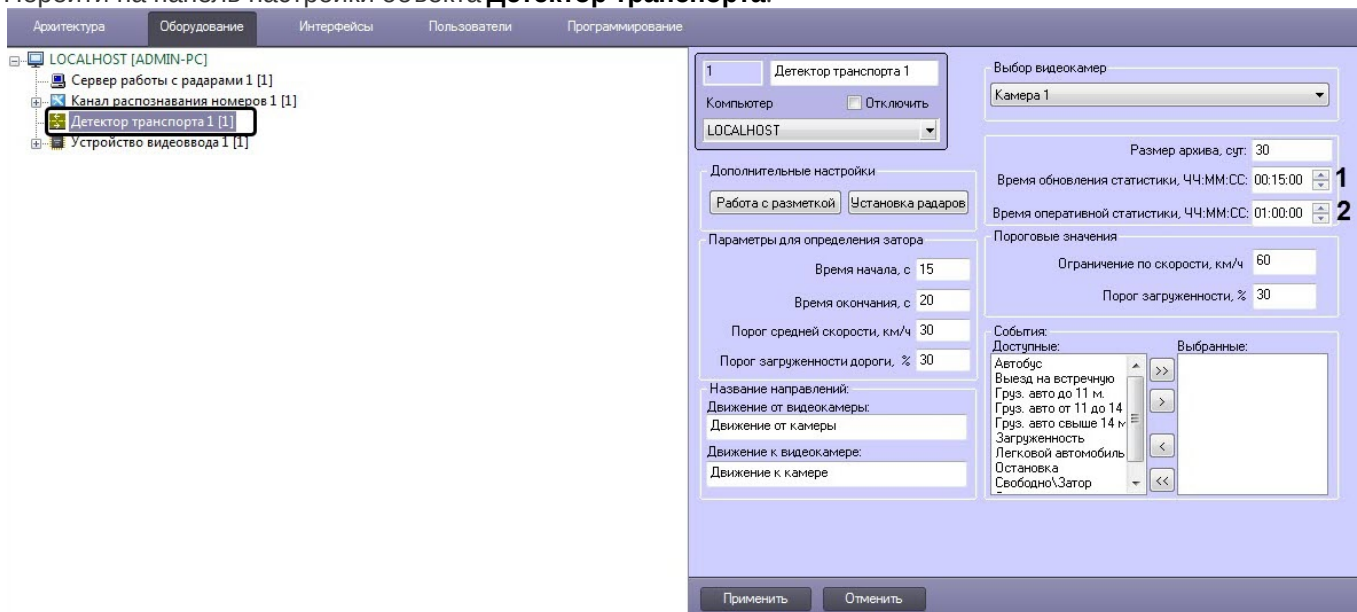 Перейти на панель настройки объекта Детектор транспорта.
Архитектура Оборудование Интерфейсы Пользователи Программирование
LOCALHOST [ADMIN-PC]
Сервер работы с радарами 1 [1]
Канал распознавания номеров 1 [1]
Детектор транспорта 1 [1]
Устройство видеоввода 1 [1]
1 Детектор транспорта 1
Компьютер Отключить
LOCALHOST
Дополнительные настройки
Работа с разметкой Установка радаров
Параметры для определения затора
Время начала, с 15
Время окончания, с 20
Порог средней скорости, км/ч 30
Порог загруженности дороги, % 30
Название направлений:
Движение от видеокамеры:
Движение от камеры
Движение к видеокамере:
Движение к камере
Выбор видеокамер
Камера 1
Размер архива, сут: 30
Время обновления статистики, ЧЧ:ММ:СС: 00:15:00 1
Время оперативной статистики, ЧЧ:ММ:СС: 01:00:00 2
Пороговые значения
Ограничение по скорости, км/ч 60
Порог загруженности, % 30
События:
Доступные: Выбранные:
Автобус
Выезд на встречную
Груз. авто до 11 м.
Груз. авто от 11 до 14
Груз. авто свыше 14 м
Загруженность
Легковой автомобиль
Остановка
Свободно\Затор
>>
>
<
<<
Применить Отменить